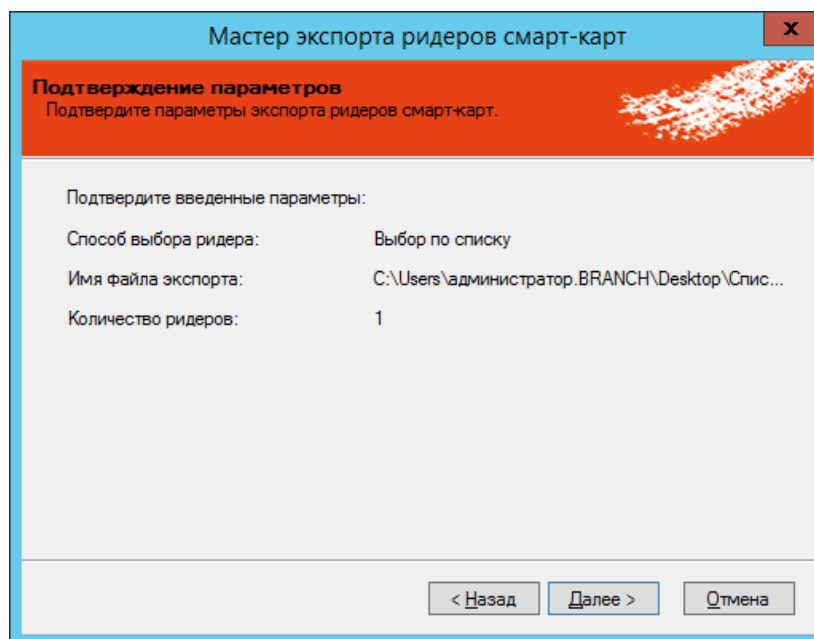 Мастер экспорта ридеров смарт-карт
x
Подтверждение параметров
Подтвердите параметры экспорта ридеров смарт-карт.
Подтвердите введенные параметры:
Способ выбора ридера: Выбор по списку
Имя файла экспорта: C:\Users\администратор.BRANCH\Desktop\Спис...
Количество ридеров: 1
< Назад Далее > Отмена